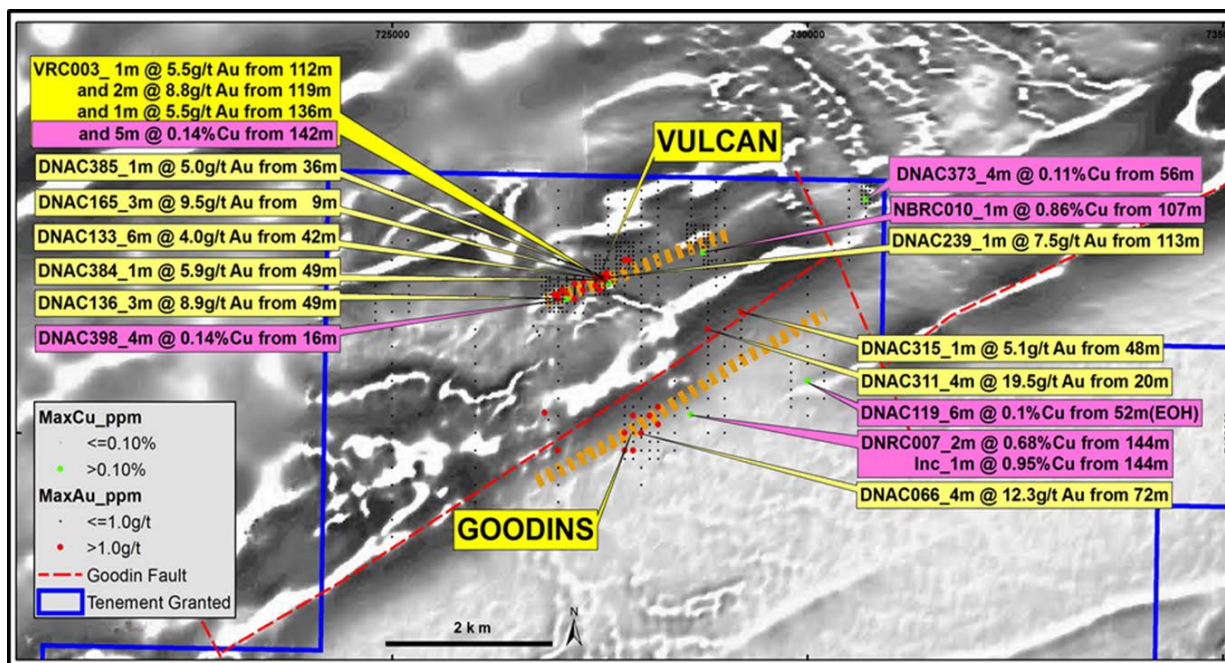 725000
730000
735
VRC003_ 1m @ 5.5g/t Au from 112m
and 2m @ 8.8g/t Au from 119m
and 1m @ 5.5g/t Au from 136m
and 5m @ 0.14%Cu from 142m
DNAC385_1m @ 5.0g/t Au from 36m
DNAC165_3m @ 9.5g/t Au from 9m
DNAC133_6m @ 4.0g/t Au from 42m
DNAC384_1m @ 5.9g/t Au from 49m
DNAC136_3m @ 8.9g/t Au from 49m
DNAC398_4m @ 0.14%Cu from 16m
VULCAN
DNAC373_4m @ 0.11%Cu from 56m
NBRC010_1m @ 0.86%Cu from 107m
DNAC239_1m @ 7.5g/t Au from 113m
DNAC315_1m @ 5.1g/t Au from 48m
DNAC311_4m @ 19.5g/t Au from 20m
DNAC119_6m @ 0.1%Cu from 52m(EOH)
DNRC007_2m @ 0.68%Cu from 144m
Inc_1m @ 0.95%Cu from 144m
DNAC066_4m @ 12.3g/t Au from 72m
GOODINS
MaxCu_ppm
<=0.10%
>0.10%
MaxAu_ppm
<=1.0g/t
>1.0g/t
Goodin Fault
Tenement Granted
2 km
N